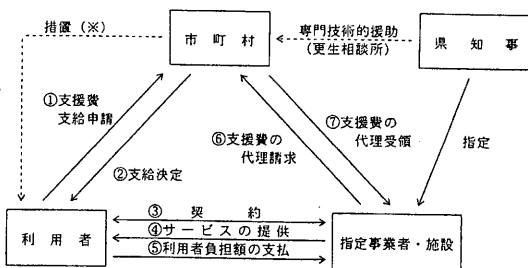 措置(※)
市町村
専門技術的援助
(更生相談所)
県知事
①支援費
支給申請
②支給決定
⑥支援費の
代理請求
⑦支援費の
代理受領
指定
③ 契約
④サービスの提供
⑤利用者負担額の支払
利用者
指定事業者・施設